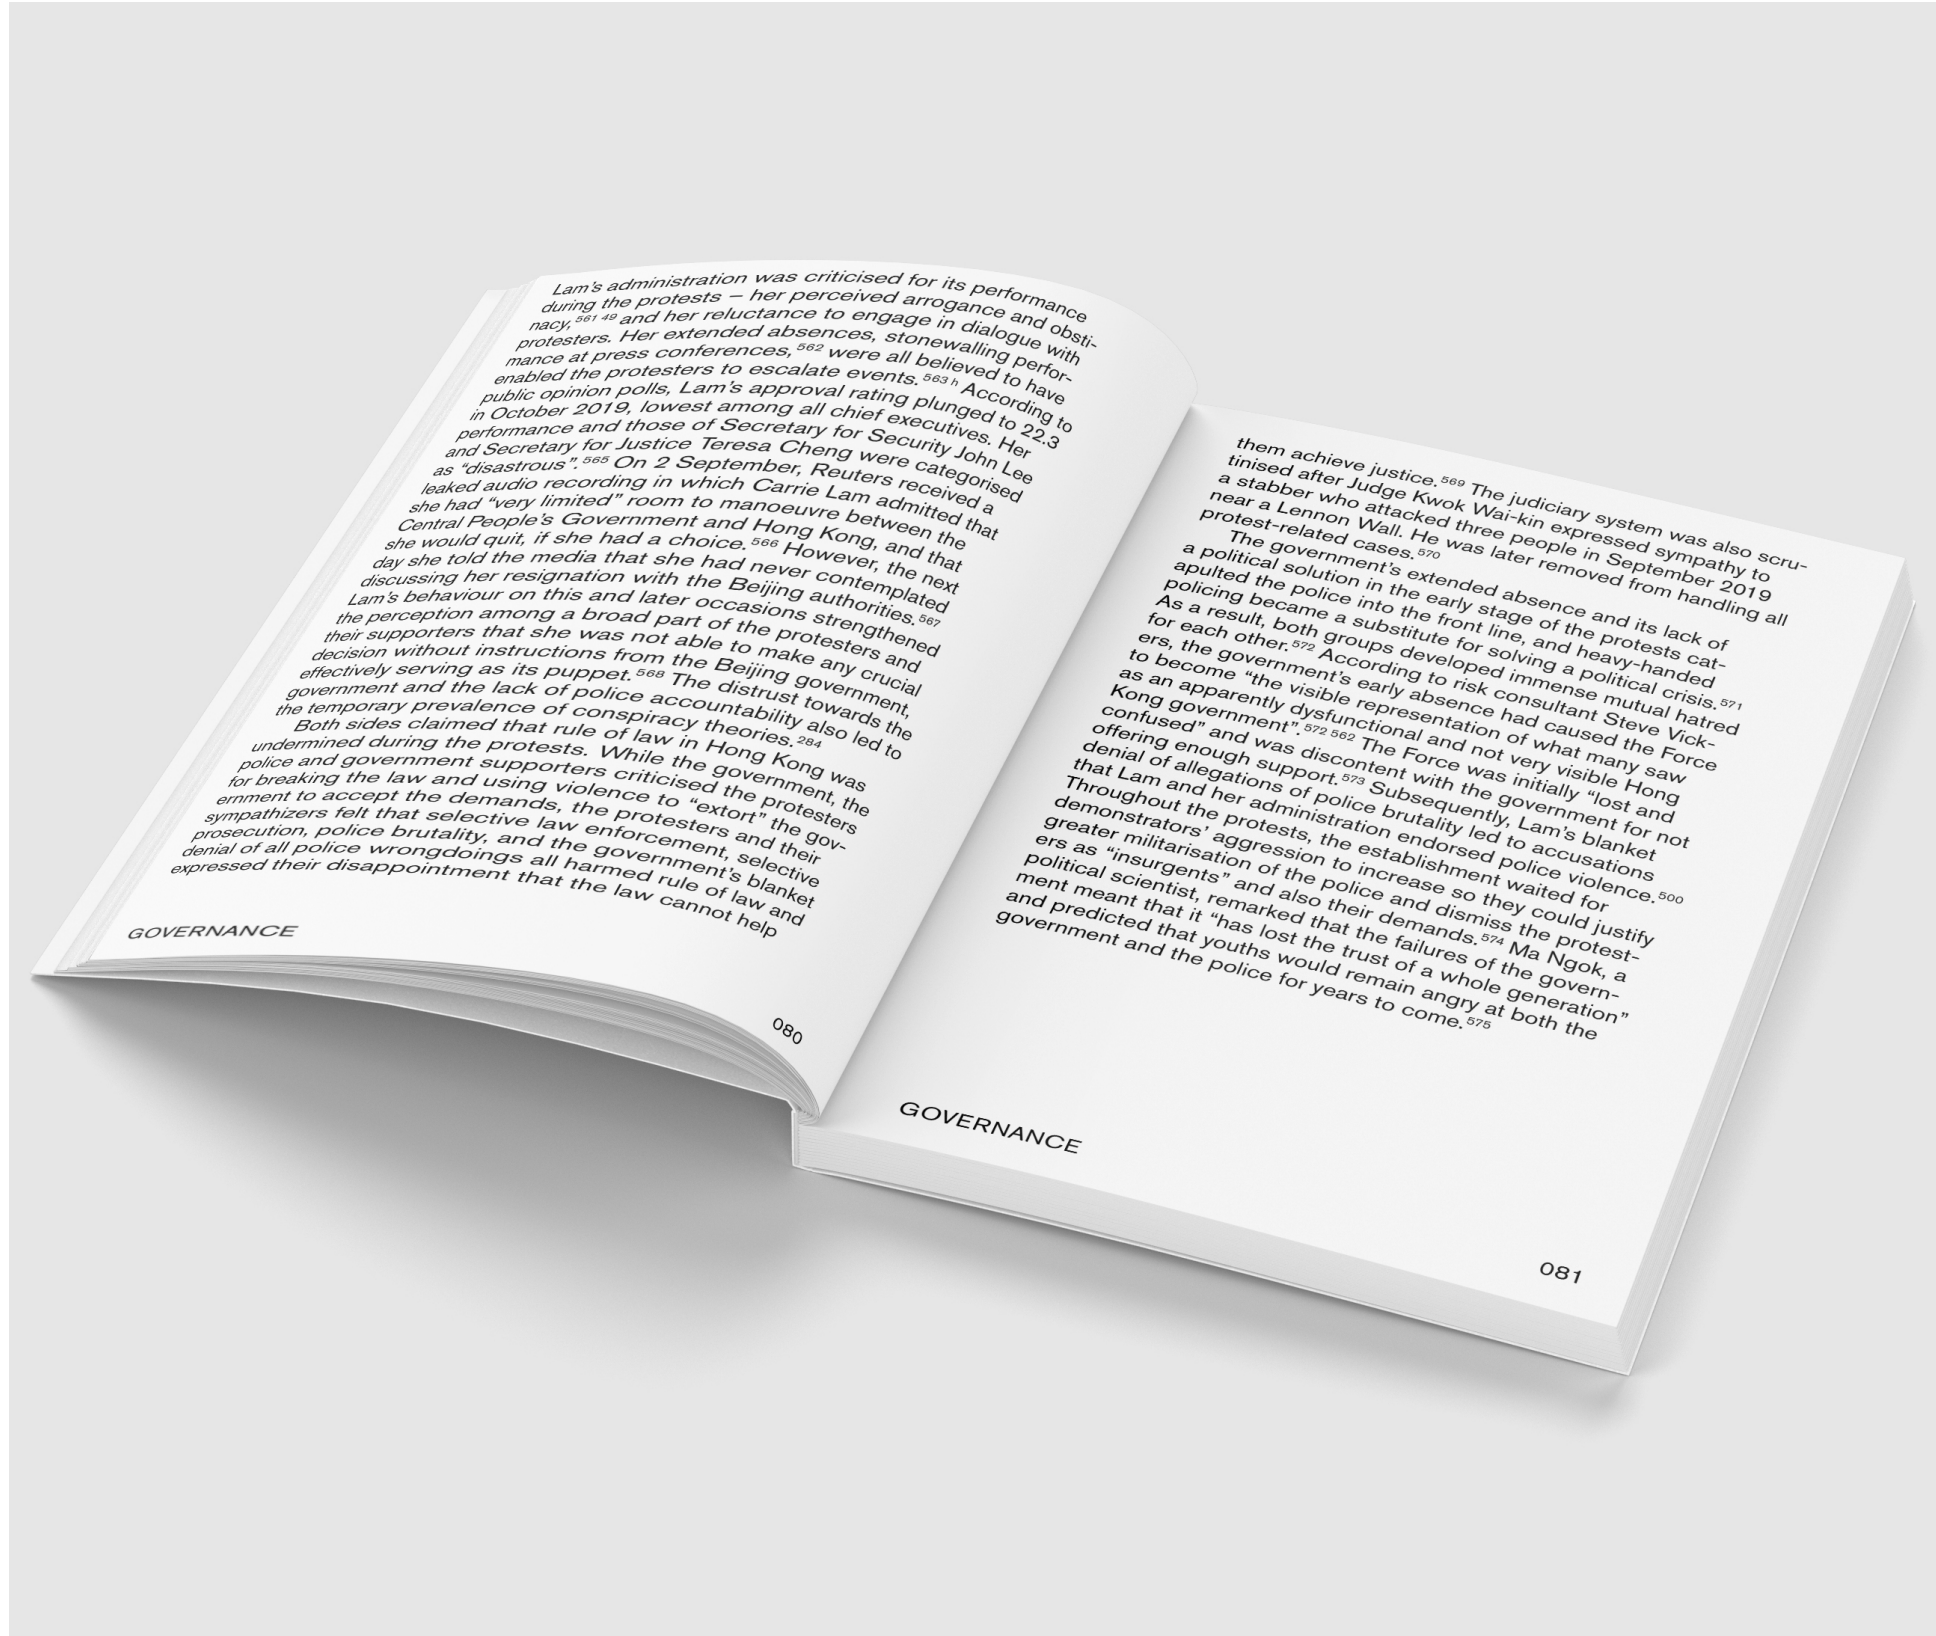 Lam's administration was criticised for its performance
during the protests – her perceived arrogance and obsti-
nacy, 561 49 and her reluctance to engage in dialogue with
protesters. Her extended absences, stonewalling perfor-
mance at press conferences, 562 were all believed to have
enabled the protesters to escalate events. 563 h According to
public opinion polls, Lam's approval rating plunged to 22.3
in October 2019, lowest among all chief executives. Her
performance and those of Secretary for Security John Lee
and Secretary for Justice Teresa Cheng were categorised
as “disastrous”. 565 On 2 September, Reuters received a
leaked audio recording in which Carrie Lam admitted that
she had “very limited” room to manoeuvre between the
Central People's Government and Hong Kong, and that
she would quit, if she had a choice. 566 However, the next
day she told the media that she had never contemplated
discussing her resignation with the Beijing authorities. 567
Lam's behaviour on this and later occasions strengthened
the perception among a broad part of the protesters and
their supporters that she was not able to make any crucial
decision without instructions from the Beijing government,
effectively serving as its puppet. 568 The distrust towards the
government and the lack of police accountability also led to
the temporary prevalence of conspiracy theories. 284
Both sides claimed that rule of law in Hong Kong was
undermined during the protests. While the government, the
police and government supporters criticised the protesters
for breaking the law and using violence to “extort” the gov-
ernment to accept the demands, the protesters and their
sympathizers felt that selective law enforcement, selective
prosecution, police brutality, and the government's blanket
denial of all police wrongdoings all harmed rule of law and
expressed their disappointment that the law cannot help
GOVERNANCE
080
them achieve justice. 569 The judiciary system was also scru-
tinised after Judge Kwok Wai-kin expressed sympathy to
a stabber who attacked three people in September 2019
near a Lennon Wall. He was later removed from handling all
protest-related cases. 570
The government's extended absence and its lack of
a political solution in the early stage of the protests cat-
apulted the police into the front line, and heavy-handed
policing became a substitute for solving a political crisis. 571
As a result, both groups developed immense mutual hatred
for each other. 572 According to risk consultant Steve Vick-
ers, the government's early absence had caused the Force
to become “the visible representation of what many saw
as an apparently dysfunctional and not very visible Hong
Kong government”. 572 562 The Force was initially “lost and
confused” and was discontent with the government for not
offering enough support. 573 Subsequently, Lam's blanket
denial of allegations of police brutality led to accusations
that Lam and her administration endorsed police violence. 500
Throughout the protests, the establishment waited for
demonstrators' aggression to increase so they could justify
greater militarisation of the police and dismiss the protest-
ers as “insurgents” and also their demands. 574 Ma Ngok, a
political scientist, remarked that the failures of the govern-
ment meant that it “has lost the trust of a whole generation”
and predicted that youths would remain angry at both the
government and the police for years to come. 575
GOVERNANCE
081